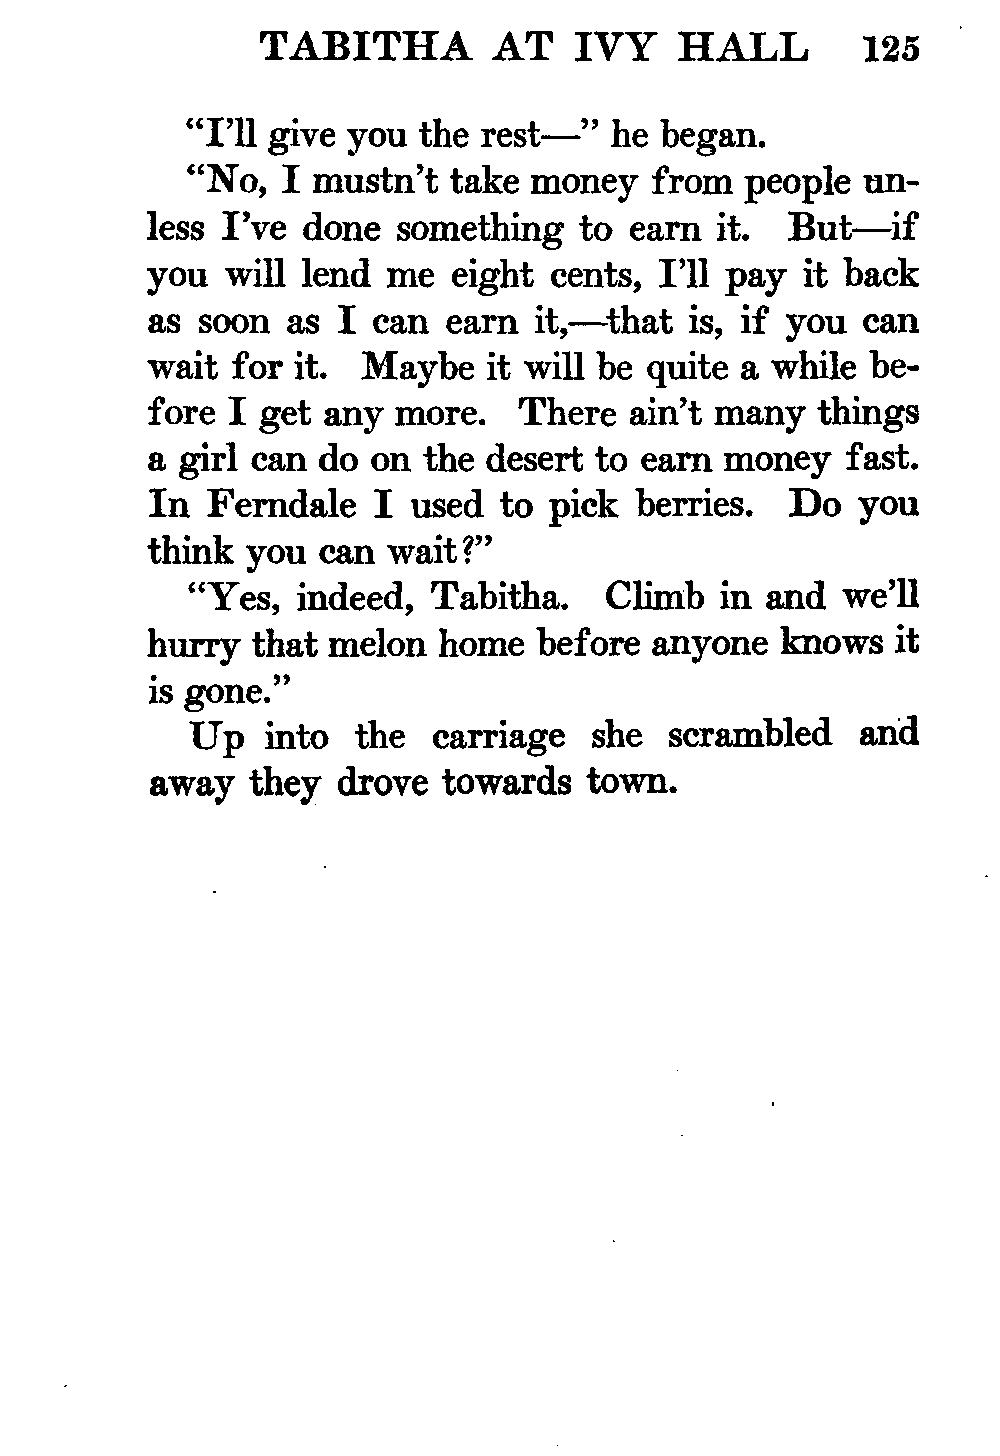 TABITHA AT IVY HALL 125
“I’ll give you the rest—” he began.
“No, I mustn’t take money from people un-
less I’ve done something to earn it. But—if
you will lend me eight cents, I’ll pay it back
as soon as I can earn it,—that is, if you can
wait for it. Maybe it will be quite a while be-
fore I get any more. There ain’t many things
a girl can do on the desert to earn money fast.
In Ferndale I used to pick berries. Do you
think you can wait?”
“Yes, indeed, Tabitha. Climb in and we’ll
hurry that melon home before anyone knows it
is gone.”
Up into the carriage she scrambled and
away they drove towards town.